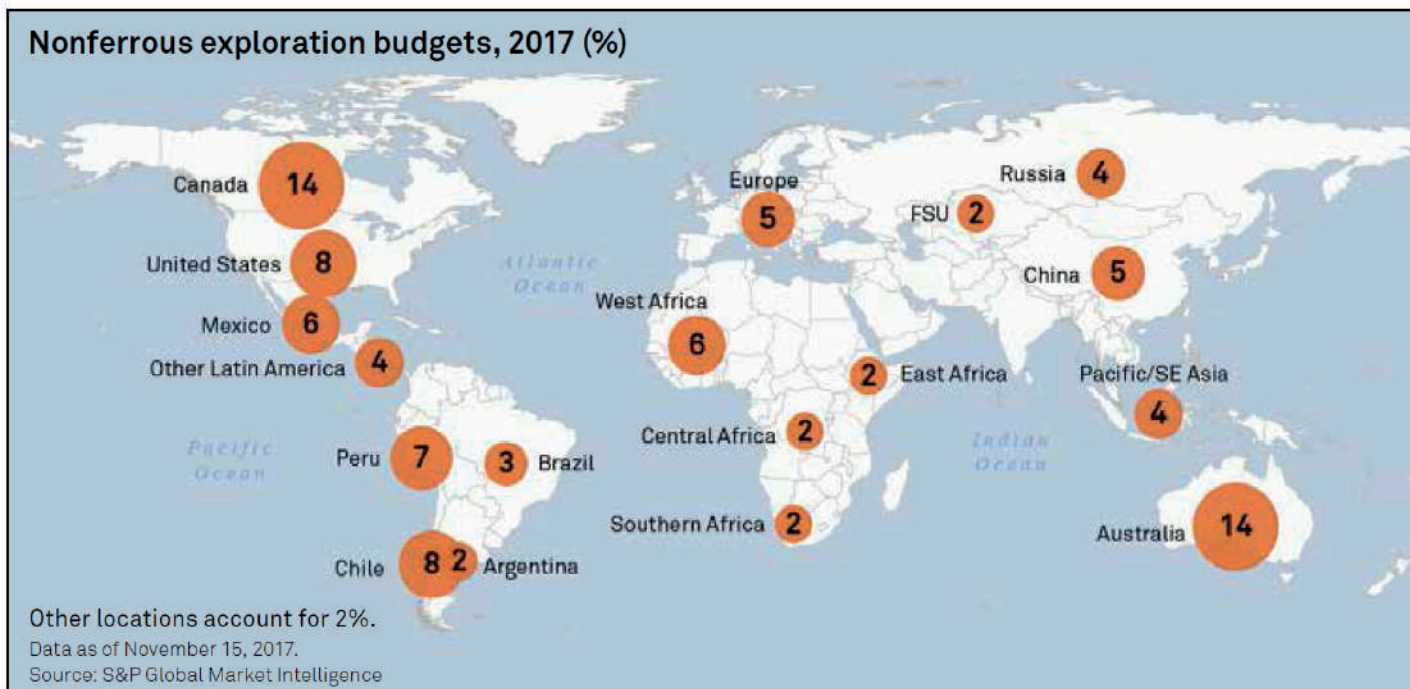 Nonferrous exploration budgets, 2017 (%)
Canada 14
United States 8
Mexico 6
Other Latin America 4
Peru 7
3 Brazil
Chile 8
2 Argentina
Atlantic
Ocean
Pacific
Ocean
Europe
5
Russia 4
FSU 2
China 5
West Africa
6
2 East Africa
Central Africa 2
Southern Africa 2
Indian
Ocean
Pacific/SE Asia
4
Australia 14
Other locations account for 2%.
Data as of November 15, 2017.
Source: S&P Global Market Intelligence